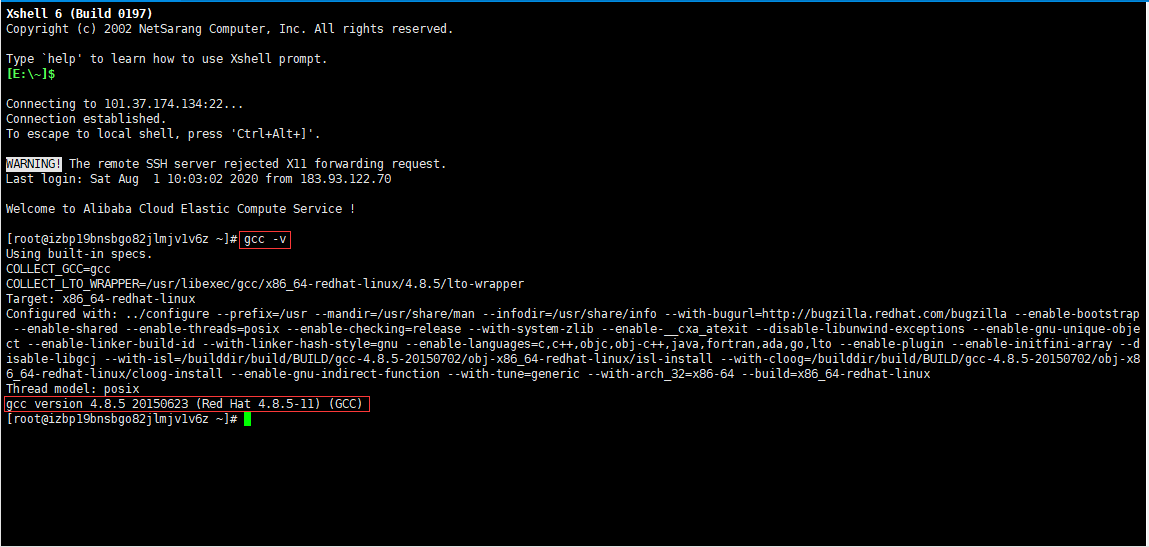 Xshell 6 (Build 0197)
Copyright (c) 2002 NetSarang Computer, Inc. All rights reserved.
Type `help' to learn how to use Xshell prompt.
[E:\~]$
Connecting to 101.37.174.134:22...
Connection established.
To escape to local shell, press 'Ctrl+Alt+]'.
WARNING! The remote SSH server rejected X11 forwarding request.
Last login: Sat Aug  1 10:03:02 2020 from 183.93.122.70
Welcome to Alibaba Cloud Elastic Compute Service !
[root@izbp19bnsbgo82jlmjv1v6z ~]# gcc -v
Using built-in specs.
COLLECT_GCC=gcc
COLLECT_LTO_WRAPPER=/usr/libexec/gcc/x86_64-redhat-linux/4.8.5/lto-wrapper
Target: x86_64-redhat-linux
Configured with: ../configure --prefix=/usr --mandir=/usr/share/man --infodir=/usr/share/info --with-bugurl=http://bugzilla.redhat.com/bugzilla --enable-bootstrap
 --enable-shared --enable-threads=posix --enable-checking=release --with-system-zlib --enable-__cxa_atexit --disable-libunwind-exceptions --enable-gnu-unique-obje
ct --enable-linker-build-id --with-linker-hash-style=gnu --enable-languages=c,c++,objc,obj-c++,java,fortran,ada,go,lto --enable-plugin --enable-initfini-array --d
isable-libgcj --with-isl=/builddir/build/BUILD/gcc-4.8.5-20150702/obj-x86_64-redhat-linux/isl-install --with-cloog=/builddir/build/BUILD/gcc-4.8.5-20150702/obj-x8
6_64-redhat-linux/cloog-install --enable-gnu-indirect-function --with-tune=generic --with-arch_32=x86-64 --build=x86_64-redhat-linux
Thread model: posix
gcc version 4.8.5 20150623 (Red Hat 4.8.5-11) (GCC)
[root@izbp19bnsbgo82jlmjv1v6z ~]#